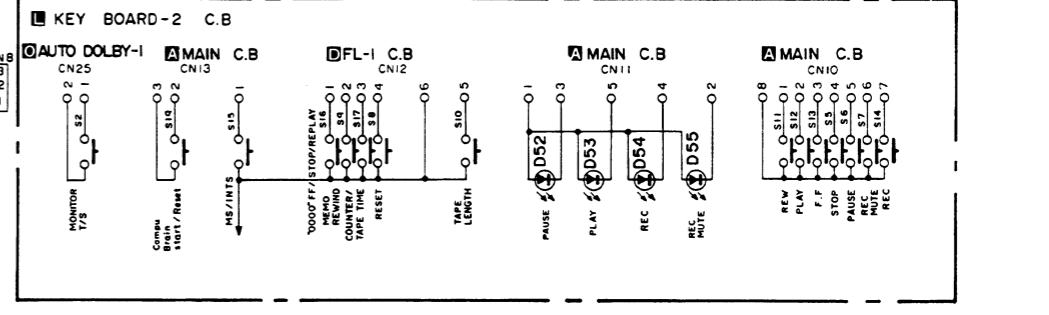 L KEY BOARD-2 C.B
O AUTO DOLBY-1
CN25
A MAIN C.B
CN13
D FL-1 C.B
CN12
A MAIN C.B
CN11
A MAIN C.B
CN10
2 1
3 2
1
1 2 3 4 6 5
1 3 5 4 2
8 1 2 3 4 5 6 7
S2
S19
S15
S16
S9
S17
S8
S10
D52
D53
D54
D55
S11
S12
S13
S5
S6
S7
S14
MONITOR
T/S
Compu
Brain
start/Reset
MS/INTS
"0000"FF/STOP/REPLAY
MEMO
REWIND
COUNTER/
TAPE TIME
RESET
TAPE
LENGTH
PAUSE
PLAY
REC
REC
MUTE
REW
PLAY
F.F
STOP
PAUSE
REC
MUTE
REC